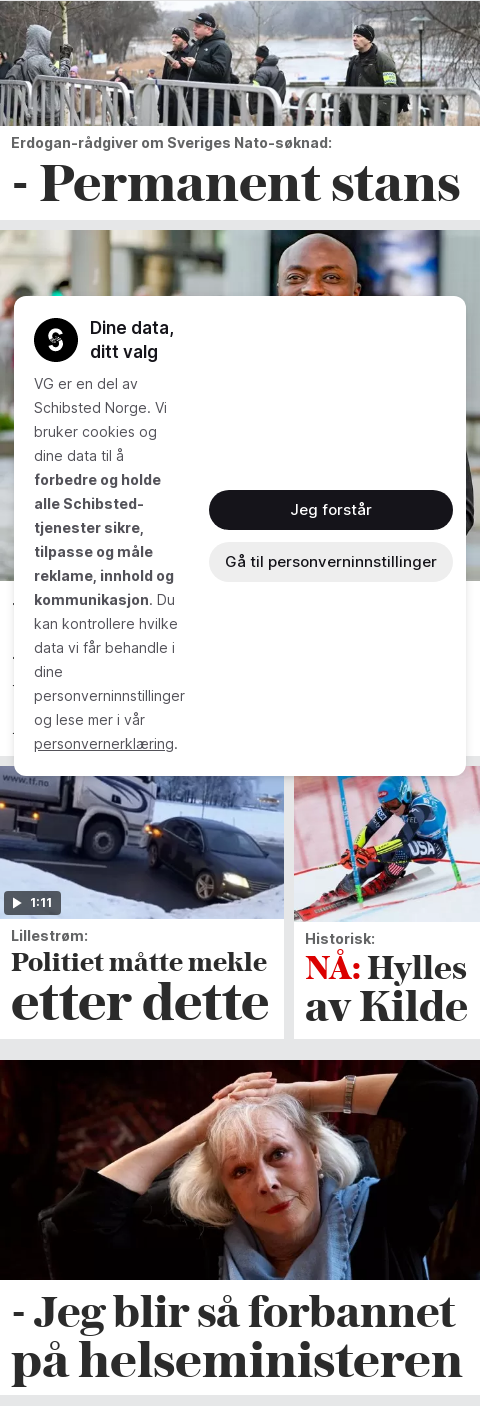 Erdogan-rådgiver om Sveriges Nato-søknad:
- Permanent stans
Dine data,
ditt valg
VG er en del av
Schibsted Norge. Vi
bruker cookies og
dine data til å
forbedre og holde
alle Schibsted-
tjenester sikre,
tilpasse og måle
reklame, innhold og
kommunikasjon. Du
kan kontrollere hvilke
data vi får behandle i
dine
personverninnstillinger
og lese mer i vår
personvernerklæring.
Jeg forstår
Gå til personverninnstillinger
www.lf.no
1:11
Lillestrøm:
Politiet måtte mekle
etter dette
USA
Historisk:
NÅ: Hylles
av Kilde
- Jeg blir så forbannet
på helseministeren